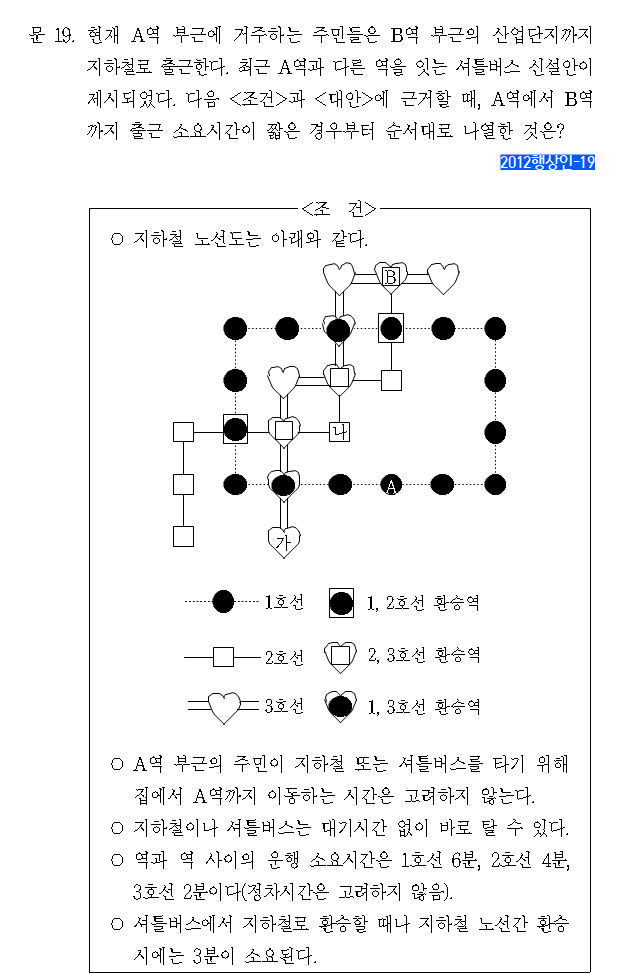 문 19. 현재 A역 부근에 거주하는 주민들은 B역 부근의 산업단지까지
지하철로 출근한다. 최근 A역과 다른 역을 잇는 셔틀버스 신설안이
제시되었다. 다음 <조건>과 <대안>에 근거할 때, A역에서 B역
까지 출근 소요시간이 짧은 경우부터 순서대로 나열한 것은?
2012행상인-19
<조 건>
○ 지하철 노선도는 아래와 같다.
B
나
A
가
1호선 1, 2호선 환승역
2호선 2, 3호선 환승역
3호선 1, 3호선 환승역
○ A역 부근의 주민이 지하철 또는 셔틀버스를 타기 위해
집에서 A역까지 이동하는 시간은 고려하지 않는다.
○ 지하철이나 셔틀버스는 대기시간 없이 바로 탈 수 있다.
○ 역과 역 사이의 운행 소요시간은 1호선 6분, 2호선 4분,
3호선 2분이다(정차시간은 고려하지 않음).
○ 셔틀버스에서 지하철로 환승할 때나 지하철 노선간 환승
시에는 3분이 소요된다.